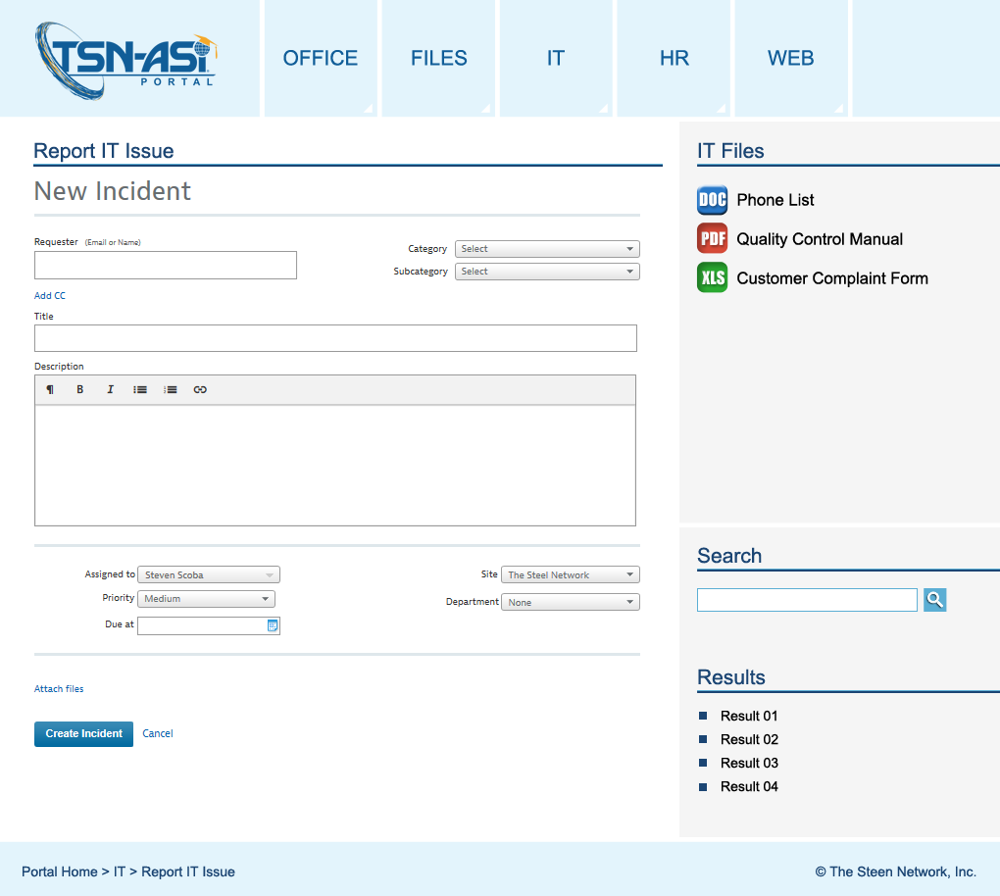 TSN-ASi
PORTAL
OFFICE
FILES
IT
HR
WEB
Report IT Issue
New Incident
Requester (Email or Name)
Category Select
Subcategory Select
Add CC
Title
Description
¶ B I
Assigned to Steven Scoba
Priority Medium
Due at
Site The Steel Network
Department None
Attach files
Create Incident Cancel
IT Files
DOC Phone List
PDF Quality Control Manual
XLS Customer Complaint Form
Search
Results
Result 01
Result 02
Result 03
Result 04
Portal Home > IT > Report IT Issue
© The Steen Network, Inc.